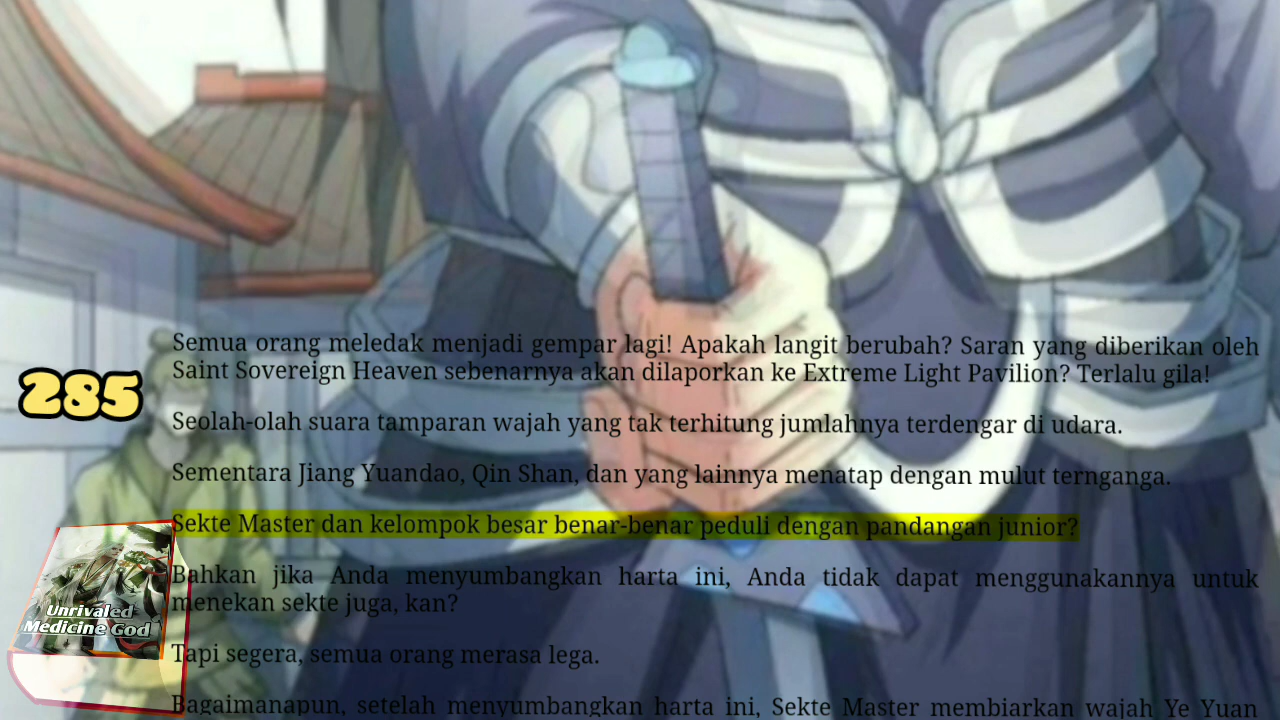 Semua orang meledak menjadi gempar lagi! Apakah langit berubah? Saran yang diberikan oleh
Saint Sovereign Heaven sebenarnya akan dilaporkan ke Extreme Light Pavilion? Terlalu gila!
285
Seolah-olah suara tamparan wajah yang tak terhitung jumlahnya terdengar di udara.
Sementara Jiang Yuandao, Qin Shan, dan yang lainnya menatap dengan mulut ternganga.
Sekte Master dan kelompok besar benar-benar peduli dengan pandangan junior?
Bahkan jika Anda menyumbangkan harta ini, Anda tidak dapat menggunakannya untuk
menekan sekte juga, kan?
Unrivaled
Medicine God
Tapi segera, semua orang merasa lega.
Bagaimanapun, setelah menyumbangkan harta ini, Sekte Master membiarkan wajah Ye Yuan